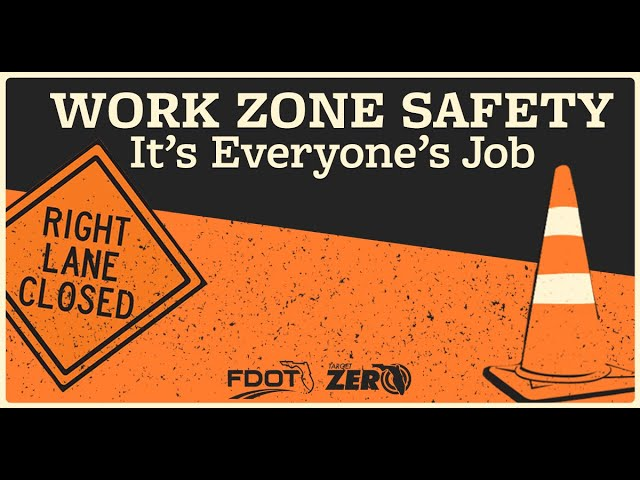 WORK ZONE SAFETY
It's Everyone's Job
RIGHT
LANE
CLOSED
FDOT
TARGET
ZERO